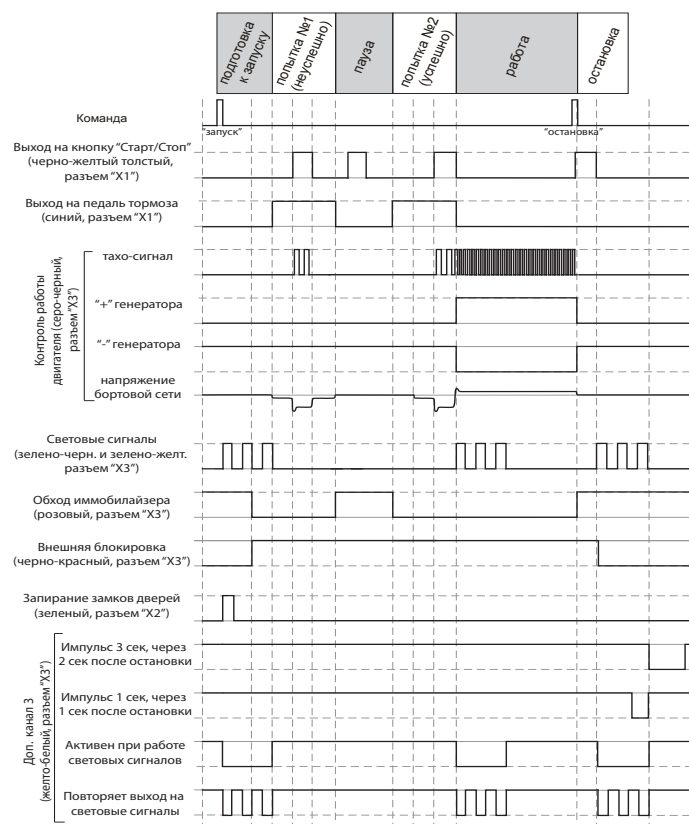 подготовка
к запуску
попытка №1
(неуспешно)
пауза
попытка №2
(успешно)
работа
остановка
Команда
"запуск"
"остановка"
Выход на кнопку "Старт/Стоп"
(черно-желтый толстый,
разъем "X1")
Выход на педаль тормоза
(синий, разъем "X1")
Контроль работы
двигателя (серо-черный,
разъем "X3")
тахо-сигнал
"+" генератора
"-" генератора
напряжение
бортовой сети
Световые сигналы
(зелено-черн. и зелено-желт.
разъем "X3")
Обход иммобилайзера
(розовый, разъем "X3")
Внешняя блокировка
(черно-красный, разъем "X3")
Запирание замков дверей
(зеленый, разъем "X2")
Доп. канал 3
(желто-белый, разъем "X3")
Импульс 3 сек, через
2 сек после остановки
Импульс 1 сек, через
1 сек после остановки
Активен при работе
световых сигналов
Повторяет выход на
световые сигналы